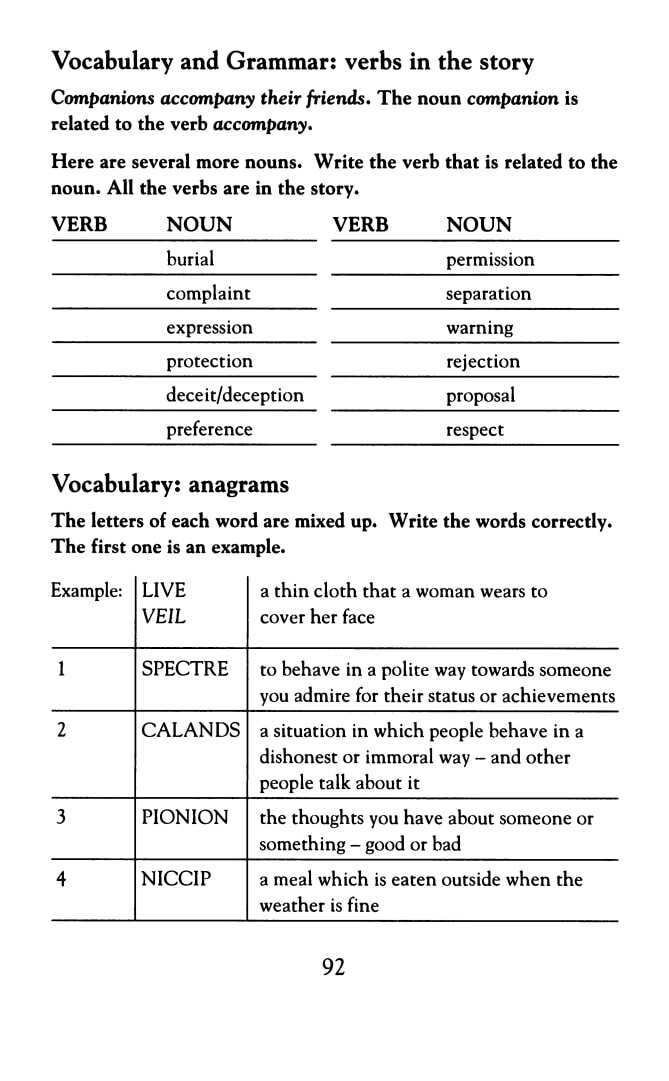 Vocabulary and Grammar: verbs in the story
Companions accompany their friends. The noun companion is
related to the verb accompany.
Here are several more nouns. Write the verb that is related to the
noun. All the verbs are in the story.
VERB NOUN VERB NOUN
burial permission
complaint separation
expression warning
protection rejection
deceit/deception proposal
preference respect
Vocabulary: anagrams
The letters of each word are mixed up. Write the words correctly.
The first one is an example.
Example: LIVE a thin cloth that a woman wears to
VEIL cover her face
1 SPECTRE to behave in a polite way towards someone
you admire for their status or achievements
2 CALANDS a situation in which people behave in a
dishonest or immoral way – and other
people talk about it
3 PIONION the thoughts you have about someone or
something – good or bad
4 NICCIP a meal which is eaten outside when the
weather is fine
92